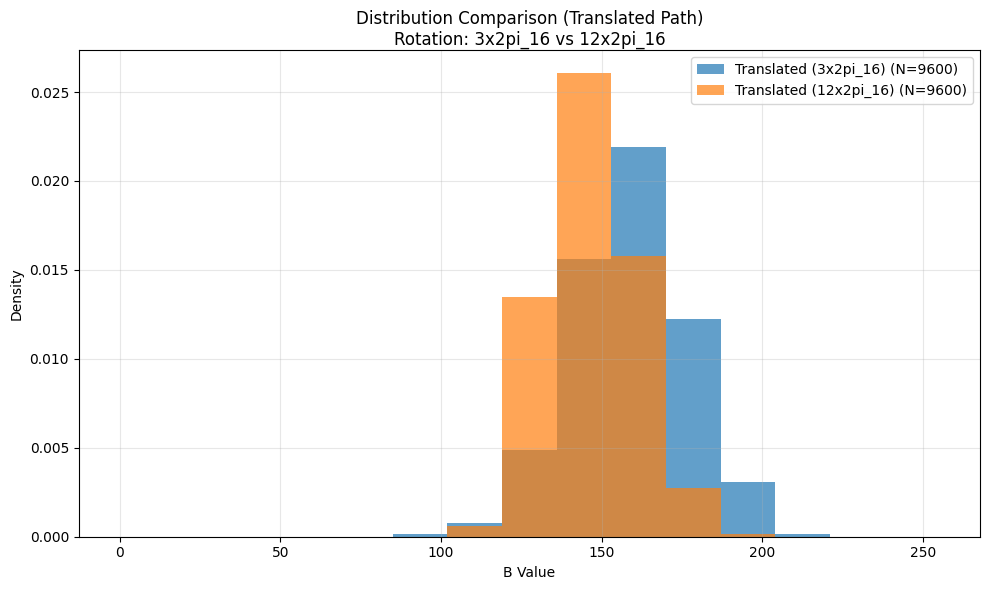 Distribution Comparison (Translated Path)
Rotation: 3x2pi_16 vs 12x2pi_16
Translated (3x2pi_16) (N=9600)
Translated (12x2pi_16) (N=9600)
Density
0.025
0.020
0.015
0.010
0.005
0.000
0 50 100 150 200 250
B Value